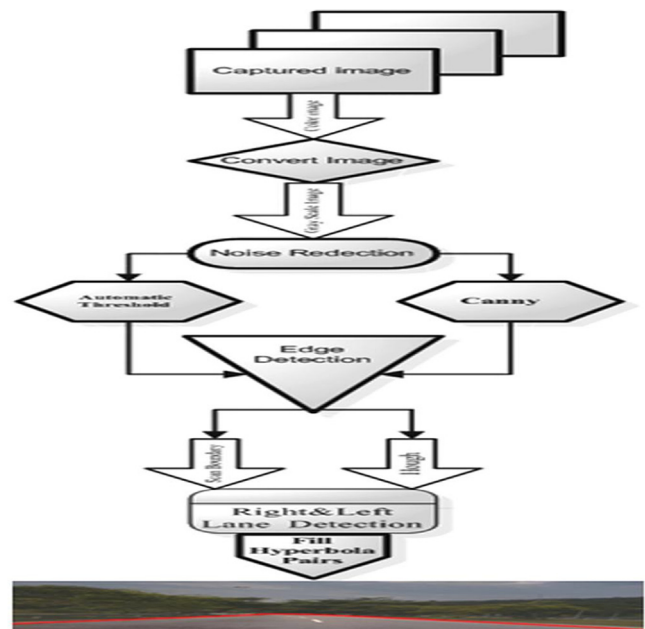 Captured Image
Color image
Convert Image
Gray Scale Image
Noise Redection
Automatic
Threshold
Canny
Edge
Detection
Scan Boundary
Hough
Right&Left
Lane Detection
Fill
Hyperbola
Pairs